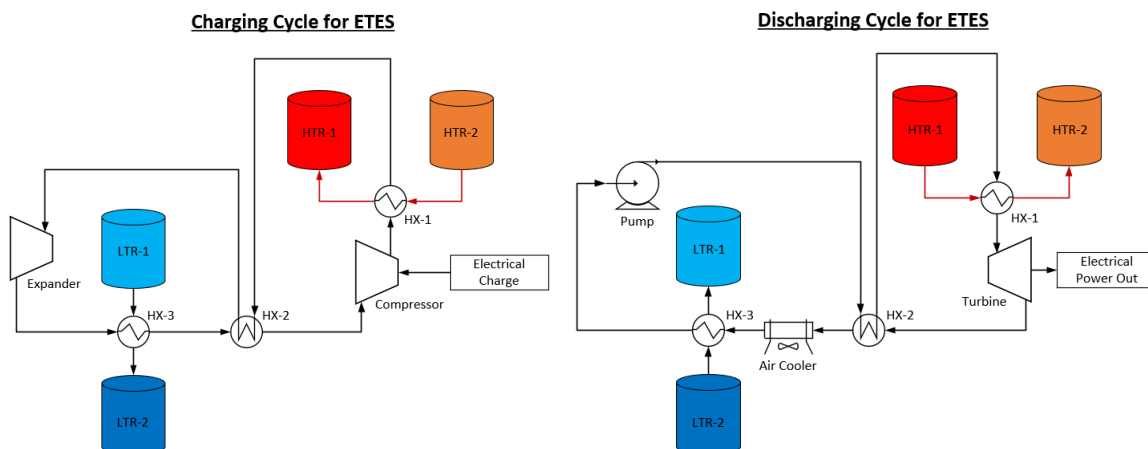 Charging Cycle for ETES
HTR-1
HTR-2
HX-1
LTR-1
Expander
HX-3
HX-2
Electrical
Charge
Compressor
LTR-2
Discharging Cycle for ETES
HTR-1
HTR-2
HX-1
Pump
LTR-1
Electrical
Power Out
Turbine
HX-3
HX-2
Air Cooler
LTR-2